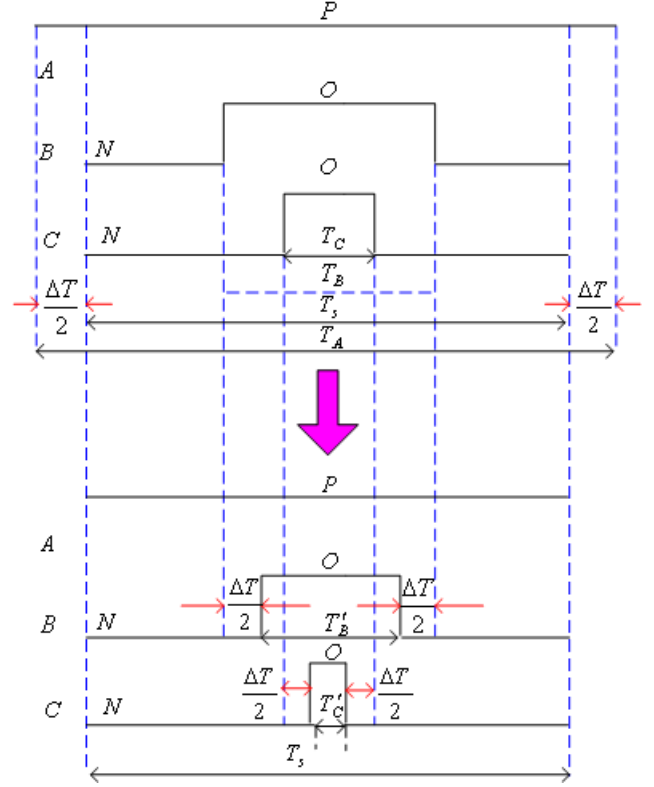 P
A
O
B N
O
C N T_C
T_B
ΔT/2 T_s ΔT/2
T_A
P
A
O
ΔT/2 ΔT/2
B N T'_B
O
ΔT/2 ΔT/2
C N T'_C
T_s